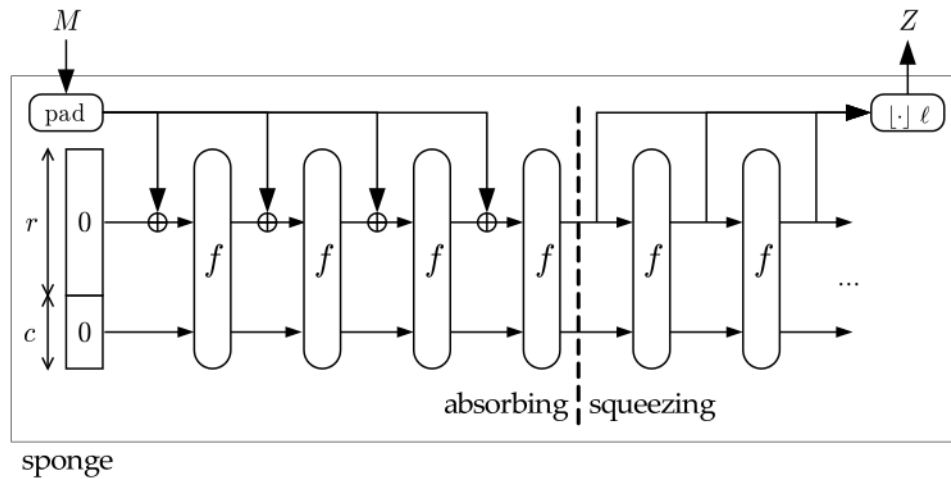 M Z
pad ⌊·⌋ ℓ
r 0 f f f f f f
c 0 ...
absorbing squeezing
sponge